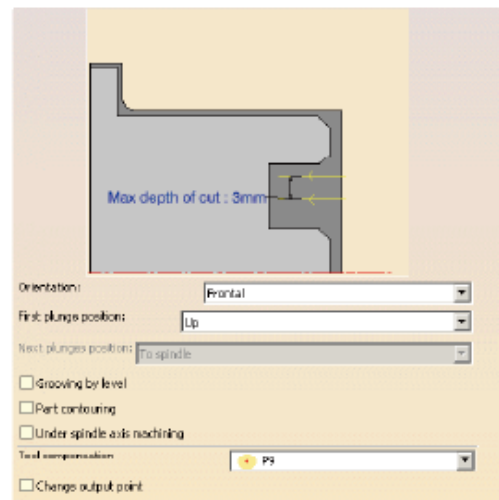 Max depth of cut : 3mm
Orientation: Frontal
First plunge position: Up
Next plunges position: To spindle
Grooving by level
Part contouring
Under spindle axis machining
Tool compensation P9
Change output point